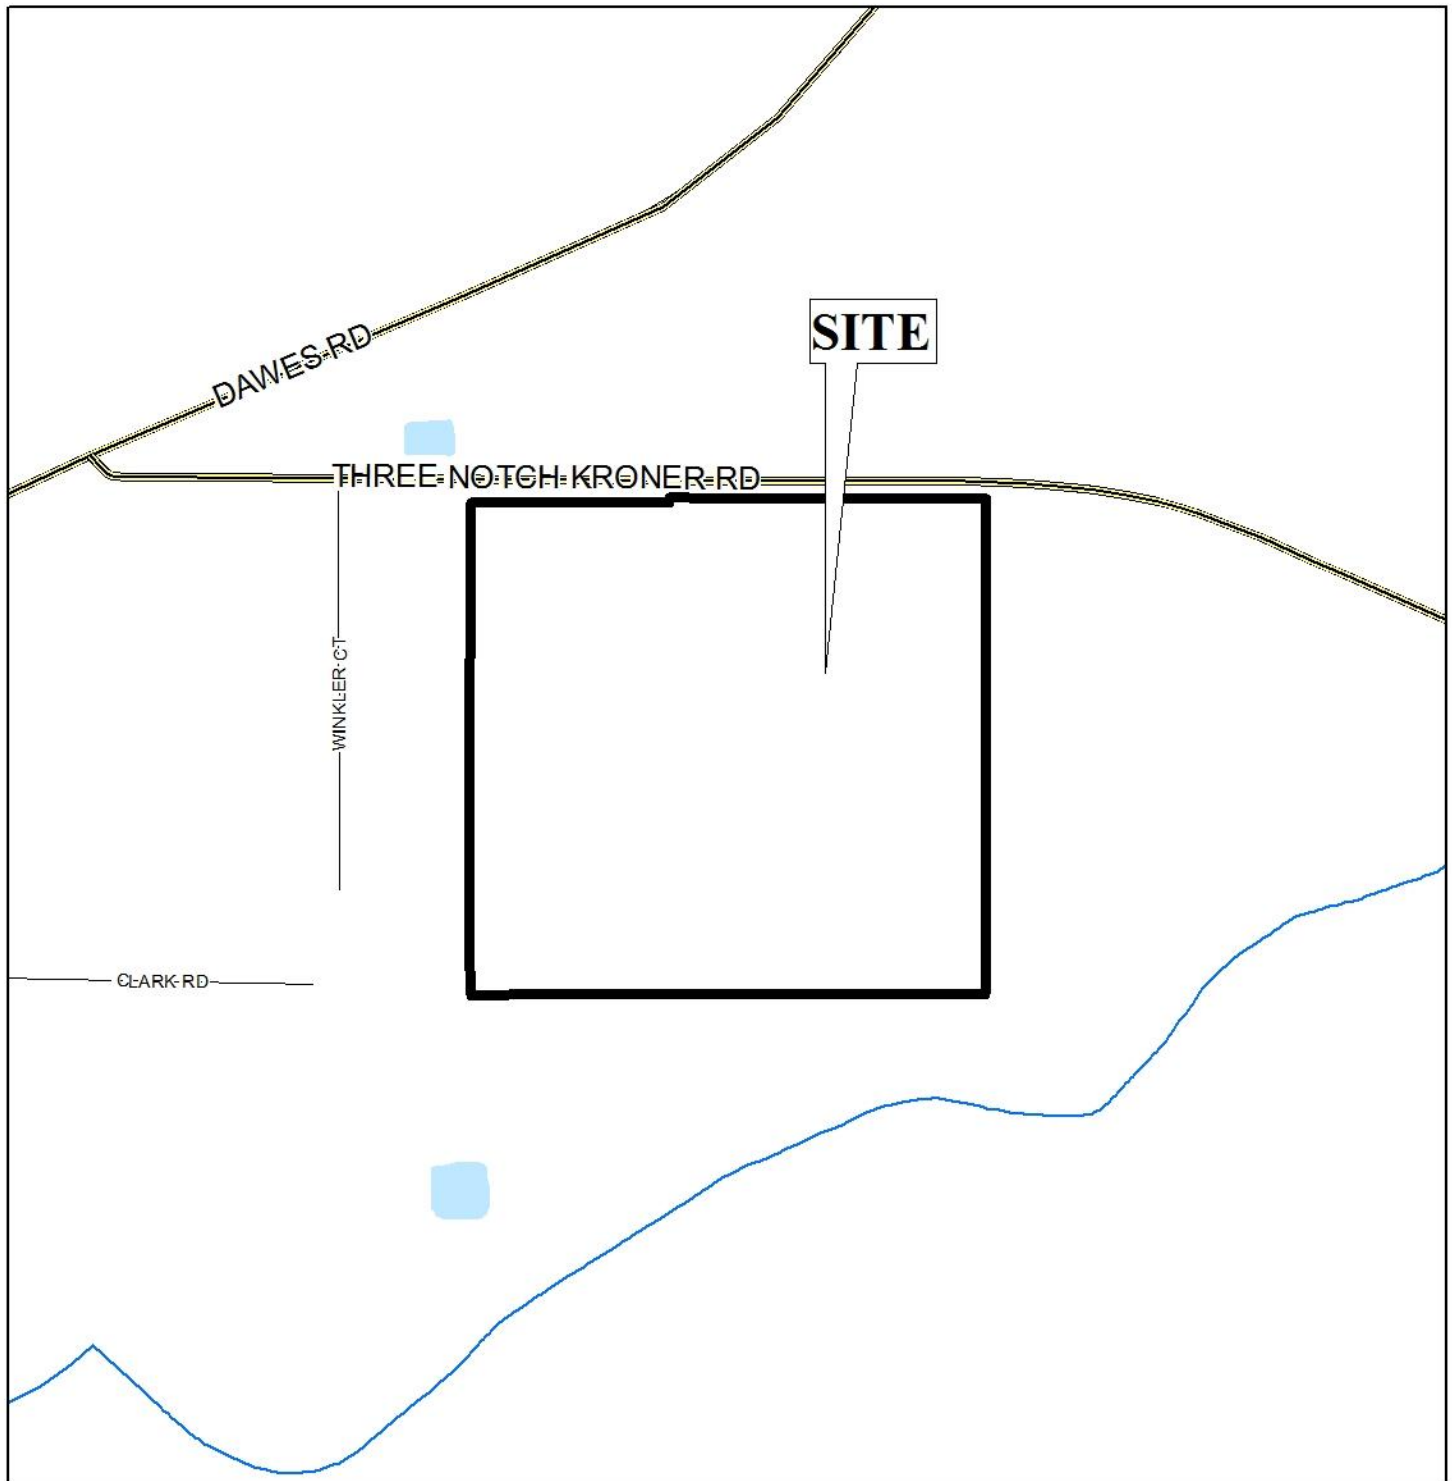 SITE
DAWES RD
THREE NOTCH KRONER RD
WINKLER CT
CLARK RD